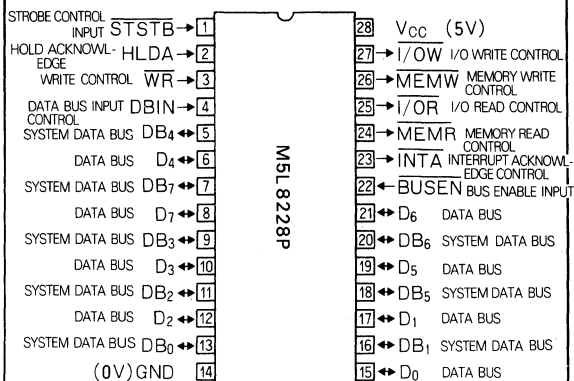 STROBE CONTROL
INPUT STSTB 1
HOLD ACKNOWL-
EDGE HLDA 2
WRITE CONTROL WR 3
DATA BUS INPUT
CONTROL DBIN 4
SYSTEM DATA BUS DB4 5
DATA BUS D4 6
SYSTEM DATA BUS DB7 7
DATA BUS D7 8
SYSTEM DATA BUS DB3 9
DATA BUS D3 10
SYSTEM DATA BUS DB2 11
DATA BUS D2 12
SYSTEM DATA BUS DB0 13
(0V) GND 14
M5L8228P
28 VCC (5V)
27 I/OW I/O WRITE CONTROL
26 MEMW MEMORY WRITE
CONTROL
25 I/OR I/O READ CONTROL
24 MEMR MEMORY READ
CONTROL
23 INTA INTERRUPT ACKNOWL-
EDGE CONTROL
22 BUSEN BUS ENABLE INPUT
21 D6 DATA BUS
20 DB6 SYSTEM DATA BUS
19 D5 DATA BUS
18 DB5 SYSTEM DATA BUS
17 D1 DATA BUS
16 DB1 SYSTEM DATA BUS
15 D0 DATA BUS